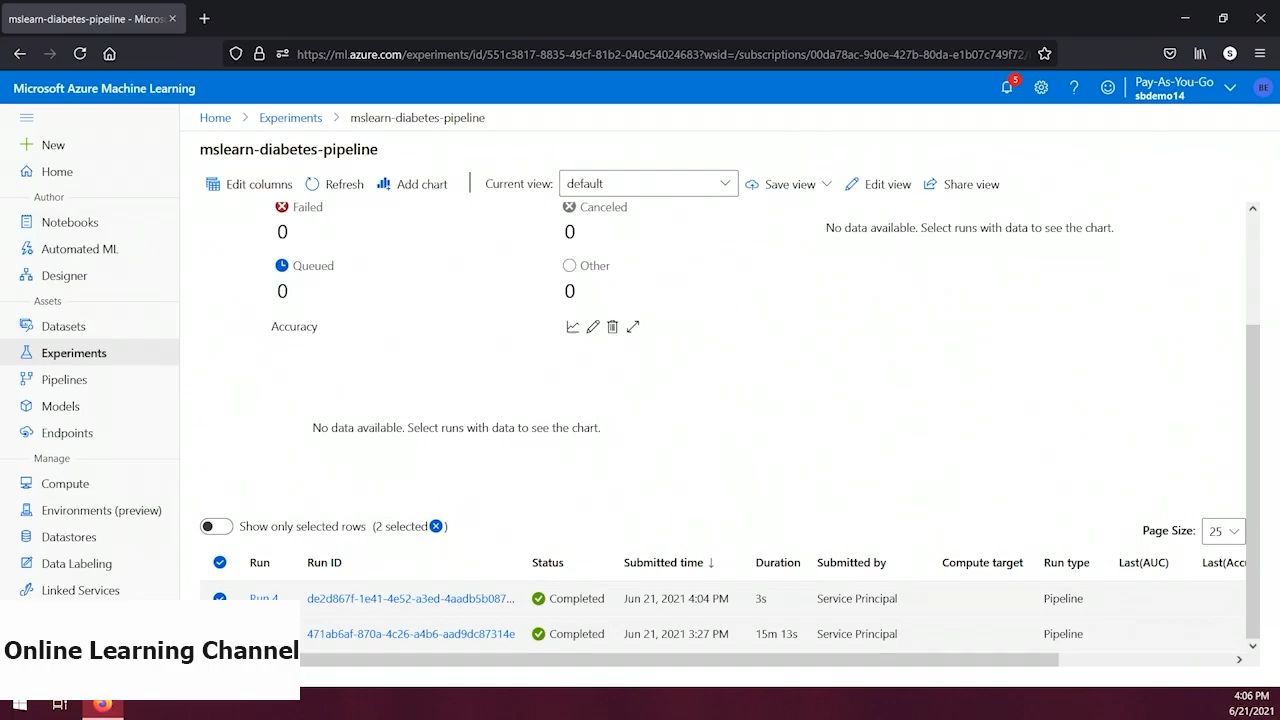 mslearn-diabetes-pipeline - Micros
https://ml.azure.com/experiments/id/551c3817-8835-49cf-81b2-040c54024683?wsid=/subscriptions/00da78ac-9d0e-427b-80da-e1b07c749f72/
S
Microsoft Azure Machine Learning
5
Pay-As-You-Go
sbdemo14
BE
New
Home
Author
Notebooks
Automated ML
Designer
Assets
Datasets
Experiments
Pipelines
Models
Endpoints
Manage
Compute
Environments (preview)
Datastores
Data Labeling
Linked Services
Home > Experiments > mslearn-diabetes-pipeline
mslearn-diabetes-pipeline
Edit columns Refresh Add chart Current view: default Save view Edit view Share view
Failed Canceled
0 0
No data available. Select runs with data to see the chart.
Queued Other
0 0
Accuracy
No data available. Select runs with data to see the chart.
Show only selected rows (2 selected )
Page Size: 25
Run Run ID Status Submitted time ↓ Duration Submitted by Compute target Run type Last(AUC) Last(Accu
Run 4 de2d867f-1e41-4e52-a3ed-4aadb5b087... Completed Jun 21, 2021 4:04 PM 3s Service Principal Pipeline
471ab6af-870a-4c26-a4b6-aad9dc87314e Completed Jun 21, 2021 3:27 PM 15m 13s Service Principal Pipeline
Online Learning Channel
4:06 PM
6/21/2021